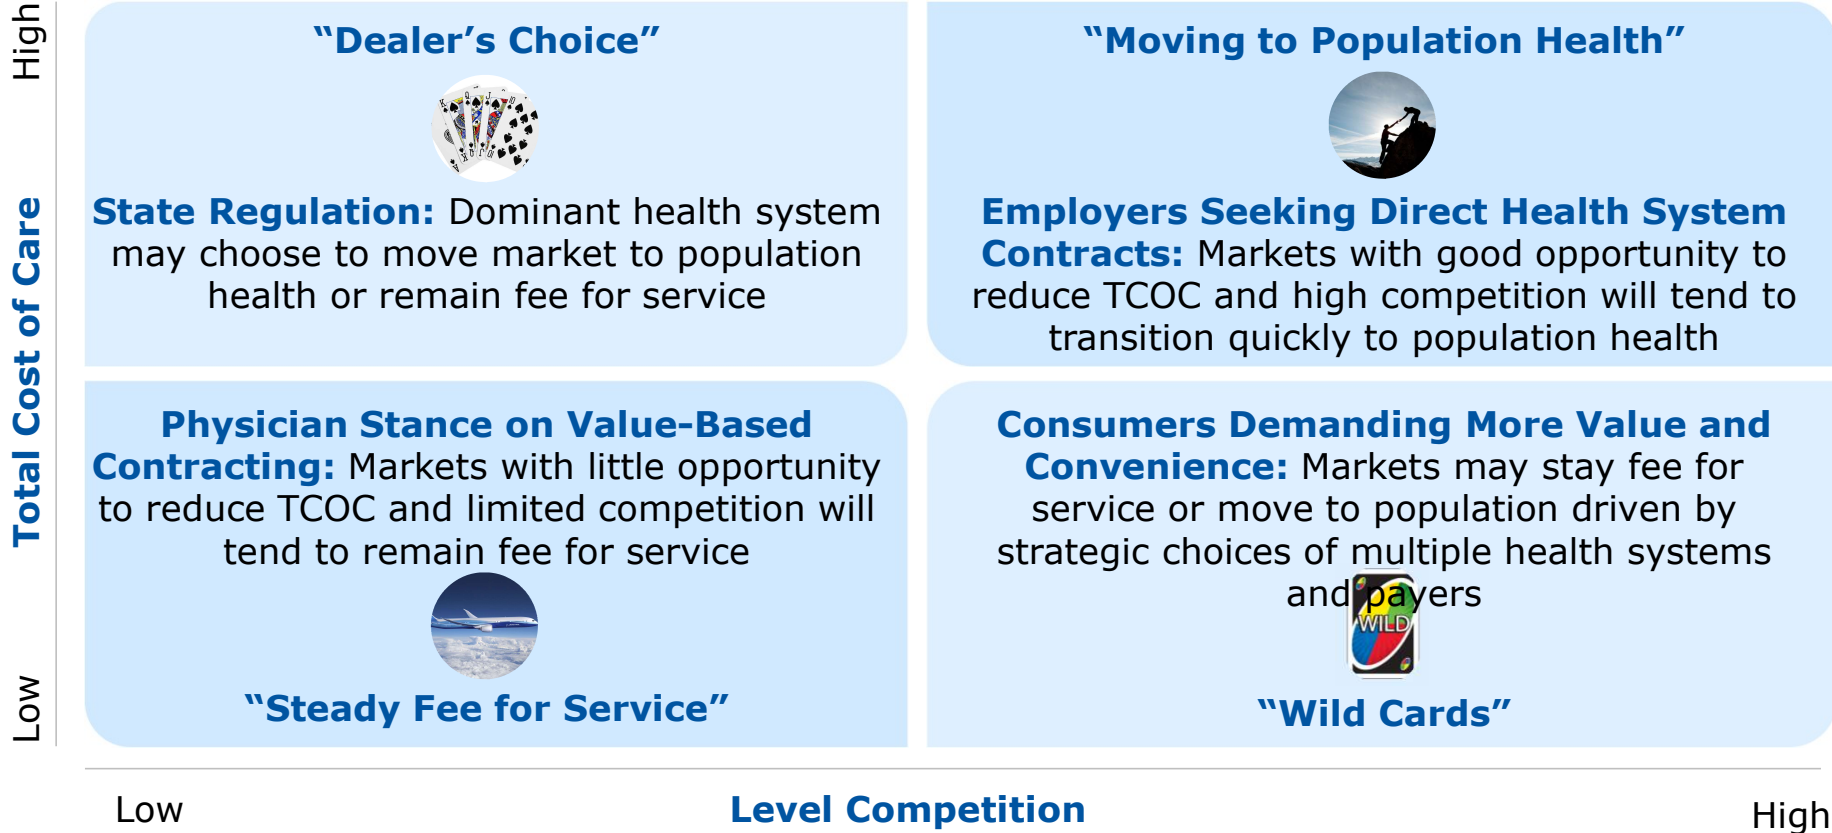 High
Total Cost of Care
Low
“Dealer’s Choice”
State Regulation: Dominant health system
may choose to move market to population
health or remain fee for service
“Moving to Population Health”
Employers Seeking Direct Health System
Contracts: Markets with good opportunity to
reduce TCOC and high competition will tend to
transition quickly to population health
Physician Stance on Value-Based
Contracting: Markets with little opportunity
to reduce TCOC and limited competition will
tend to remain fee for service
“Steady Fee for Service”
Consumers Demanding More Value and
Convenience: Markets may stay fee for
service or move to population driven by
strategic choices of multiple health systems
and payers
WILD
“Wild Cards”
Low
Level Competition
High